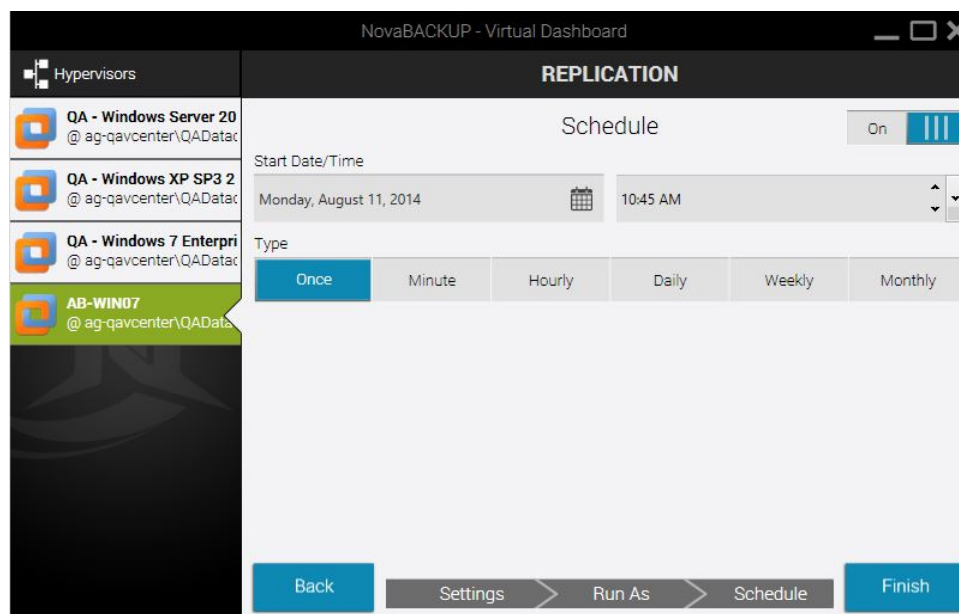 NovaBACKUP - Virtual Dashboard
Hypervisors
REPLICATION
QA - Windows Server 20
@ ag-qavcenter\QADatac
QA - Windows XP SP3 2
@ ag-qavcenter\QADatac
QA - Windows 7 Enterpri
@ ag-qavcenter\QADatac
AB-WIN07
@ ag-qavcenter\QAData
Schedule
On
Start Date/Time
Monday, August 11, 2014
10:45 AM
Type
Once Minute Hourly Daily Weekly Monthly
Back
Settings Run As Schedule
Finish